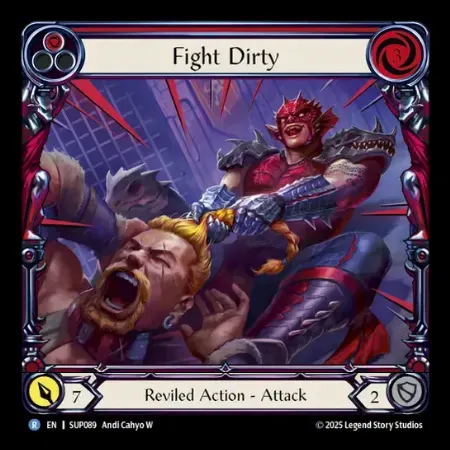 Fight Dirty
3
7
Reviled Action - Attack
2
R EN | SUP089 Andi Cahyo W
© 2025 Legend Story Studios